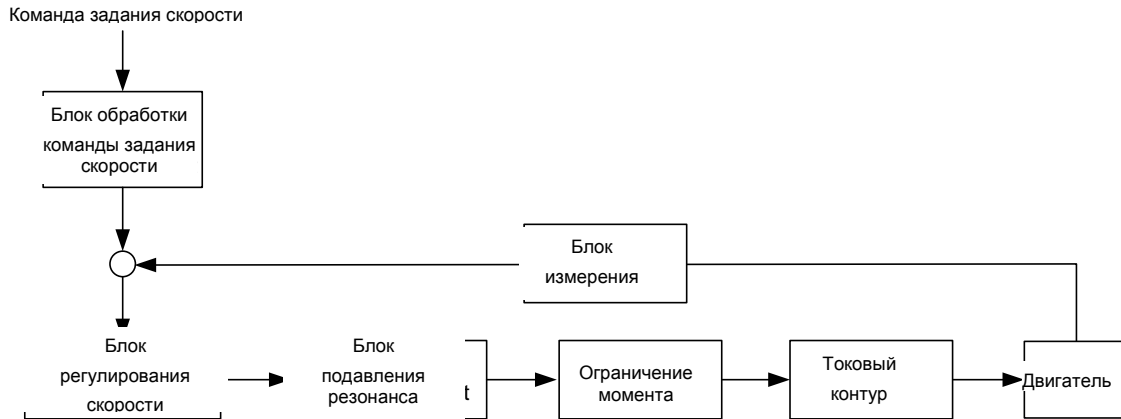 Команда задания скорости
Блок обработки
команды задания
скорости
Блок
измерения
Блок
регулирования
скорости
Блок
подавления
резонанса
t
Ограничение
момента
Токовый
контур
Двигатель